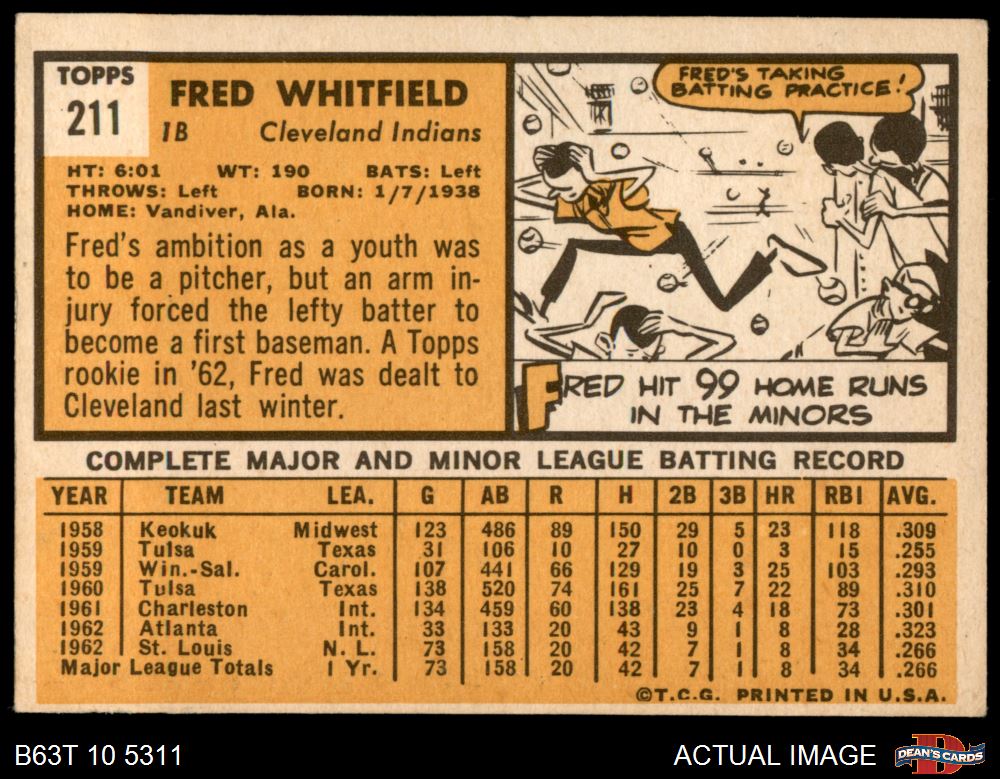 TOPPS
211
FRED WHITFIELD
1B Cleveland Indians
HT: 6:01 WT: 190 BATS: Left
THROWS: Left BORN: 1/7/1938
HOME: Vandiver, Ala.
Fred's ambition as a youth was
to be a pitcher, but an arm in-
jury forced the lefty batter to
become a first baseman. A Topps
rookie in '62, Fred was dealt to
Cleveland last winter.
FRED'S TAKING
BATTING PRACTICE!
FRED HIT 99 HOME RUNS
IN THE MINORS
COMPLETE MAJOR AND MINOR LEAGUE BATTING RECORD
YEAR TEAM LEA. G AB R H 2B 3B HR RBI AVG.
1958 Keokuk Midwest 123 486 89 150 29 5 23 118 .309
1959 Tulsa Texas 31 106 10 27 10 0 3 15 .255
1959 Win.-Sal. Carol. 107 441 66 129 19 3 25 103 .293
1960 Tulsa Texas 138 520 74 161 25 7 22 89 .310
1961 Charleston Int. 134 459 60 138 23 4 18 73 .301
1962 Atlanta Int. 33 133 20 43 9 1 8 28 .323
1962 St. Louis N. L. 73 158 20 42 7 1 8 34 .266
Major League Totals 1 Yr. 73 158 20 42 7 1 8 34 .266
©T.C.G. PRINTED IN U.S.A.
B63T 10 5311 ACTUAL IMAGE DEAN'S CARDS